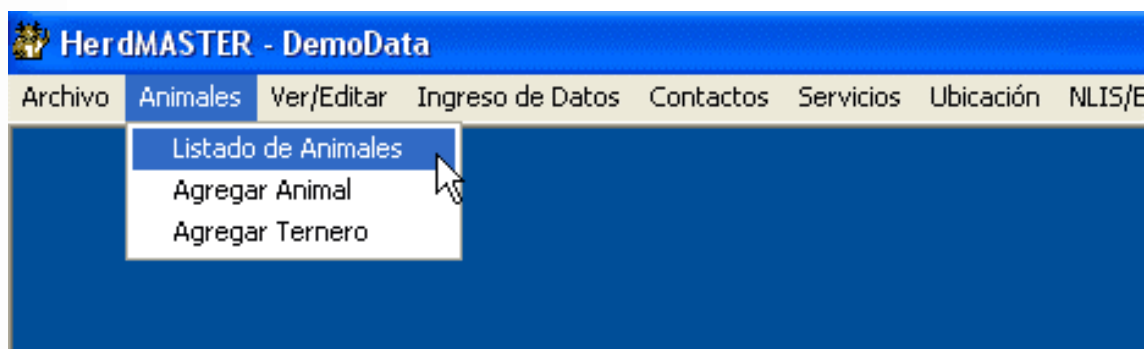 HerdMASTER - DemoData
Archivo Animales Ver/Editar Ingreso de Datos Contactos Servicios Ubicación NLIS/E
Listado de Animales
Agregar Animal
Agregar Ternero